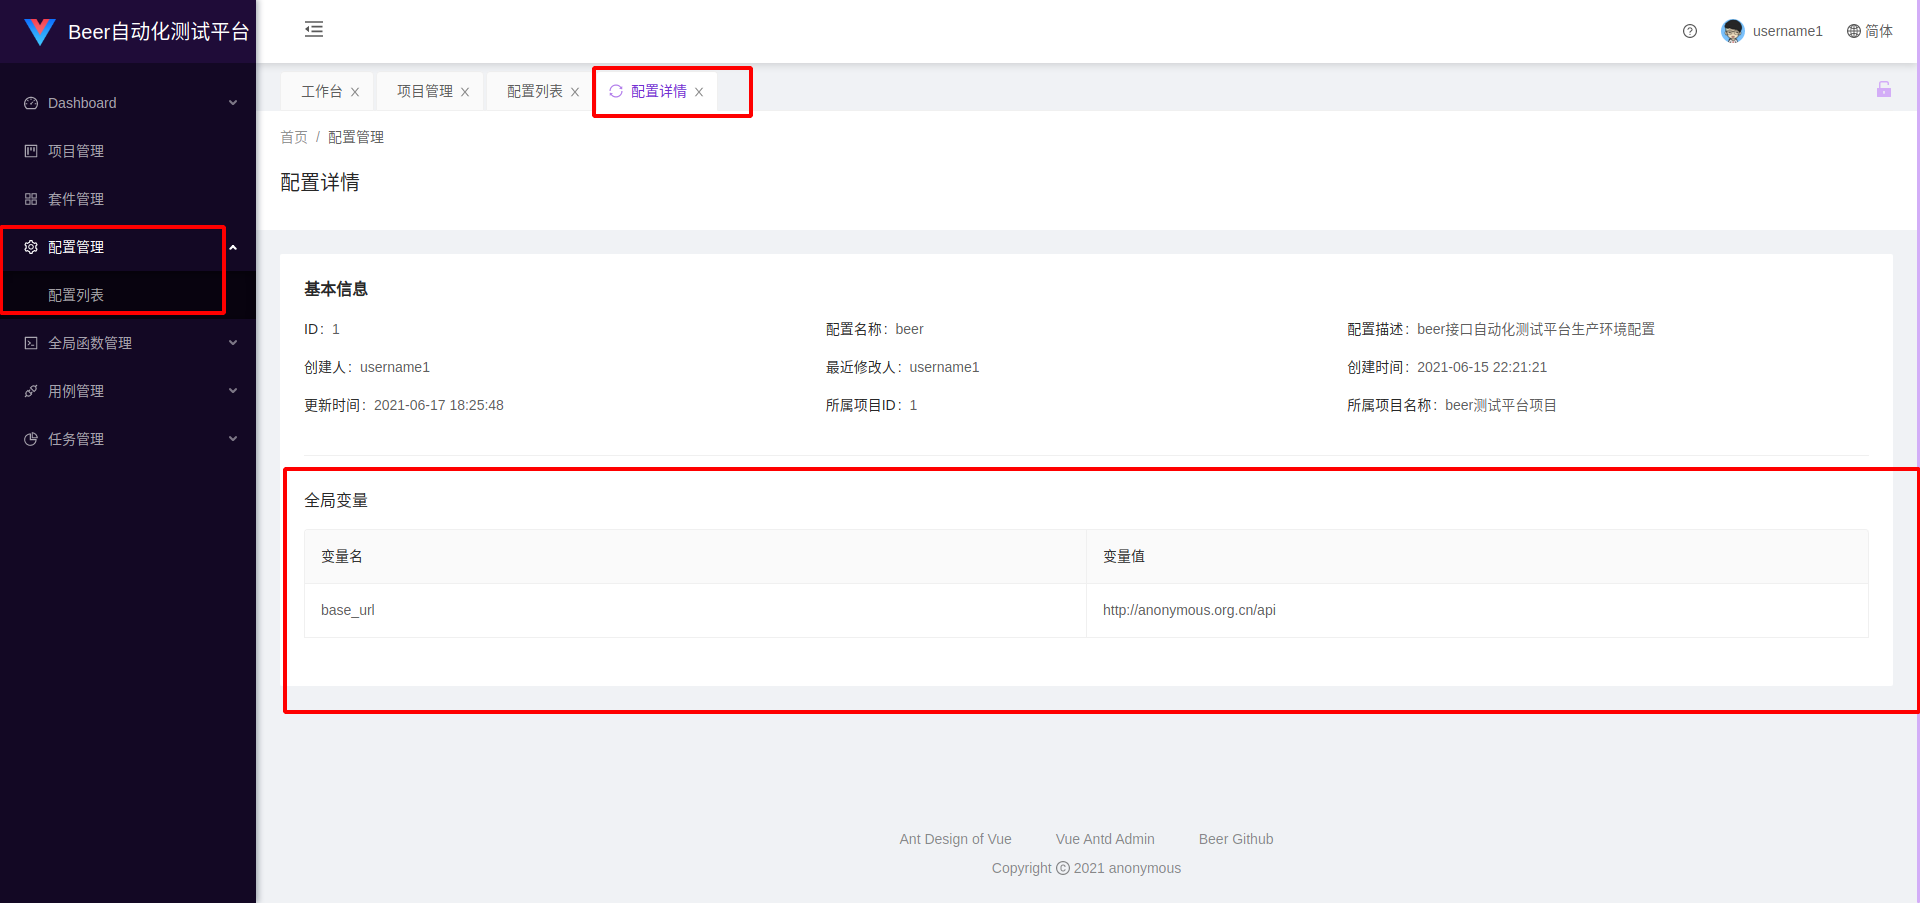 Beer自动化测试平台
username1
简体
Dashboard
项目管理
套件管理
配置管理
配置列表
全局函数管理
用例管理
任务管理
工作台
项目管理
配置列表
配置详情
首页 / 配置管理
配置详情
基本信息
ID: 1
配置名称: beer
配置描述: beer接口自动化测试平台生产环境配置
创建人: username1
最近修改人: username1
创建时间: 2021-06-15 22:21:21
更新时间: 2021-06-17 18:25:48
所属项目ID: 1
所属项目名称: beer测试平台项目
全局变量
变量名
变量值
base_url
http://anonymous.org.cn/api
Ant Design of Vue
Vue Antd Admin
Beer Github
Copyright © 2021 anonymous